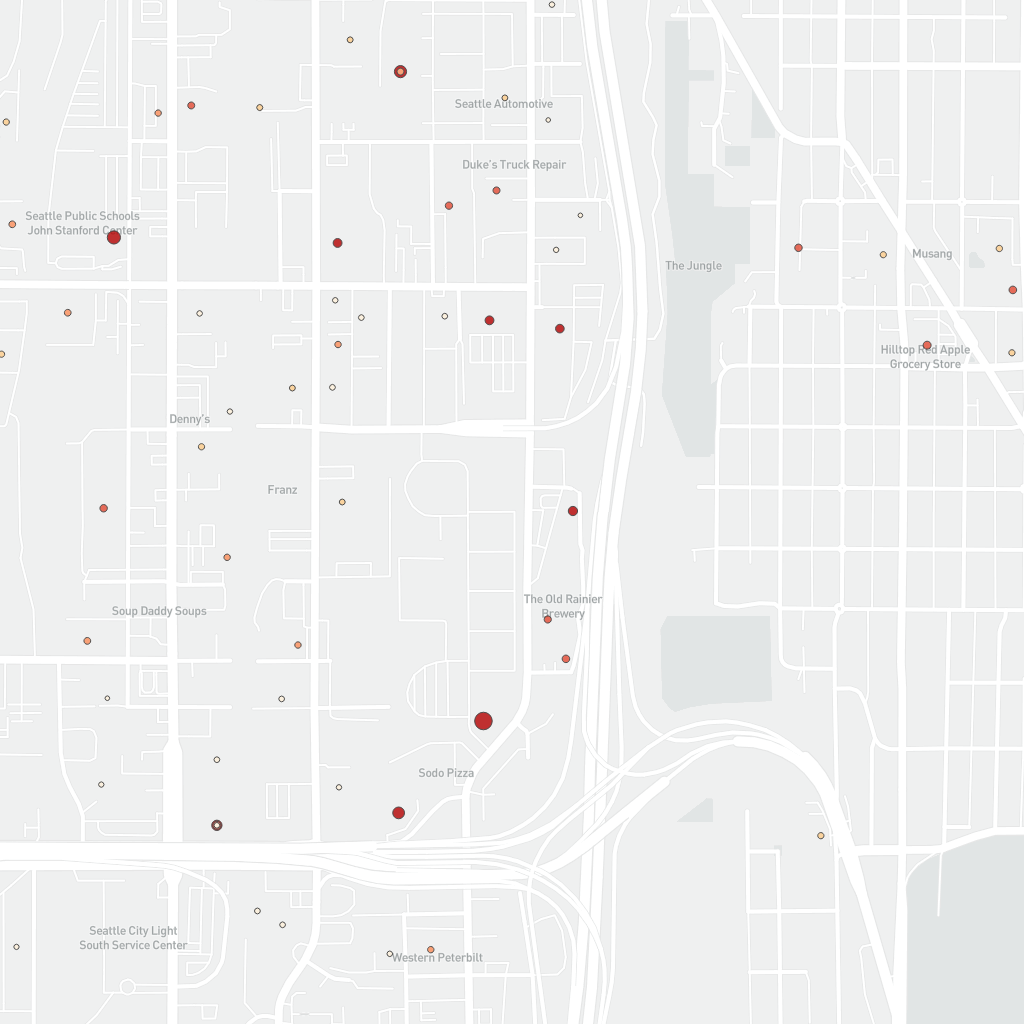 Seattle Automotive
Duke's Truck Repair
Seattle Public Schools
John Stanford Center
Musang
The Jungle
Hilltop Red Apple
Grocery Store
Denny's
Franz
The Old Rainier
Brewery
Soup Daddy Soups
Sodo Pizza
Seattle City Light
South Service Center
Western Peterbilt